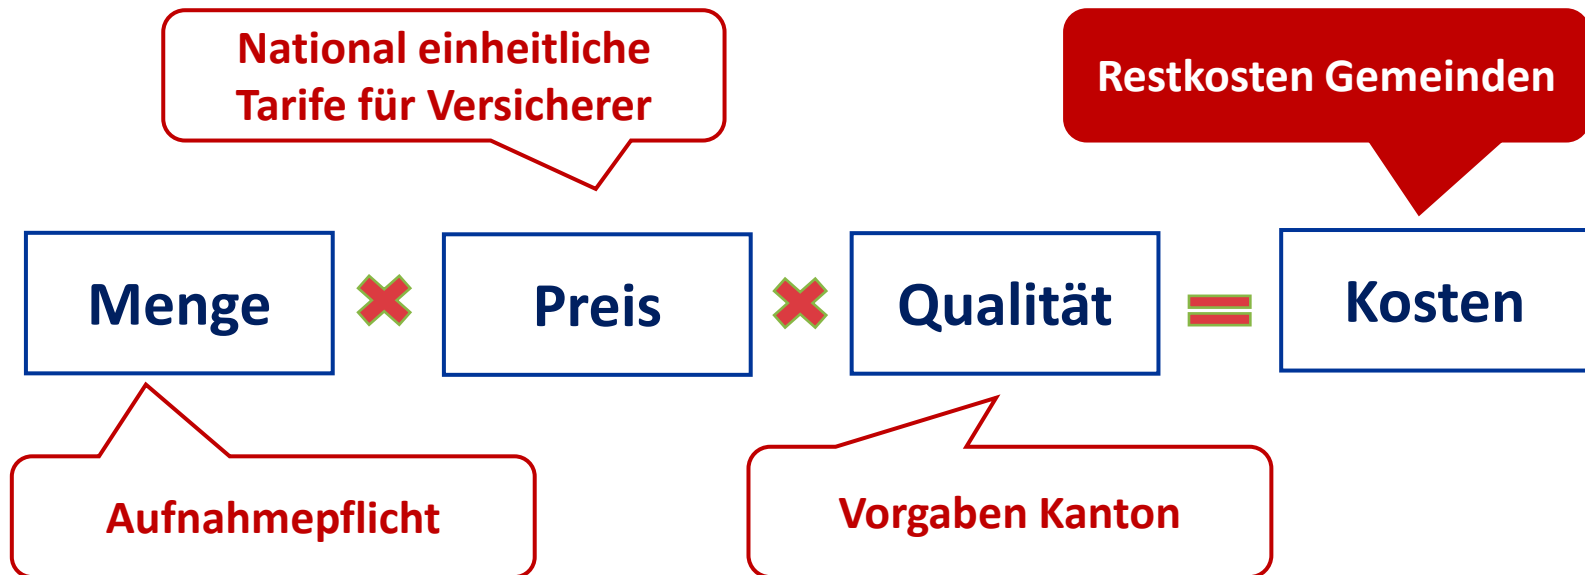 National einheitliche
Tarife für Versicherer
Restkosten Gemeinden
Menge
Preis
Qualität
Kosten
Aufnahmepflicht
Vorgaben Kanton